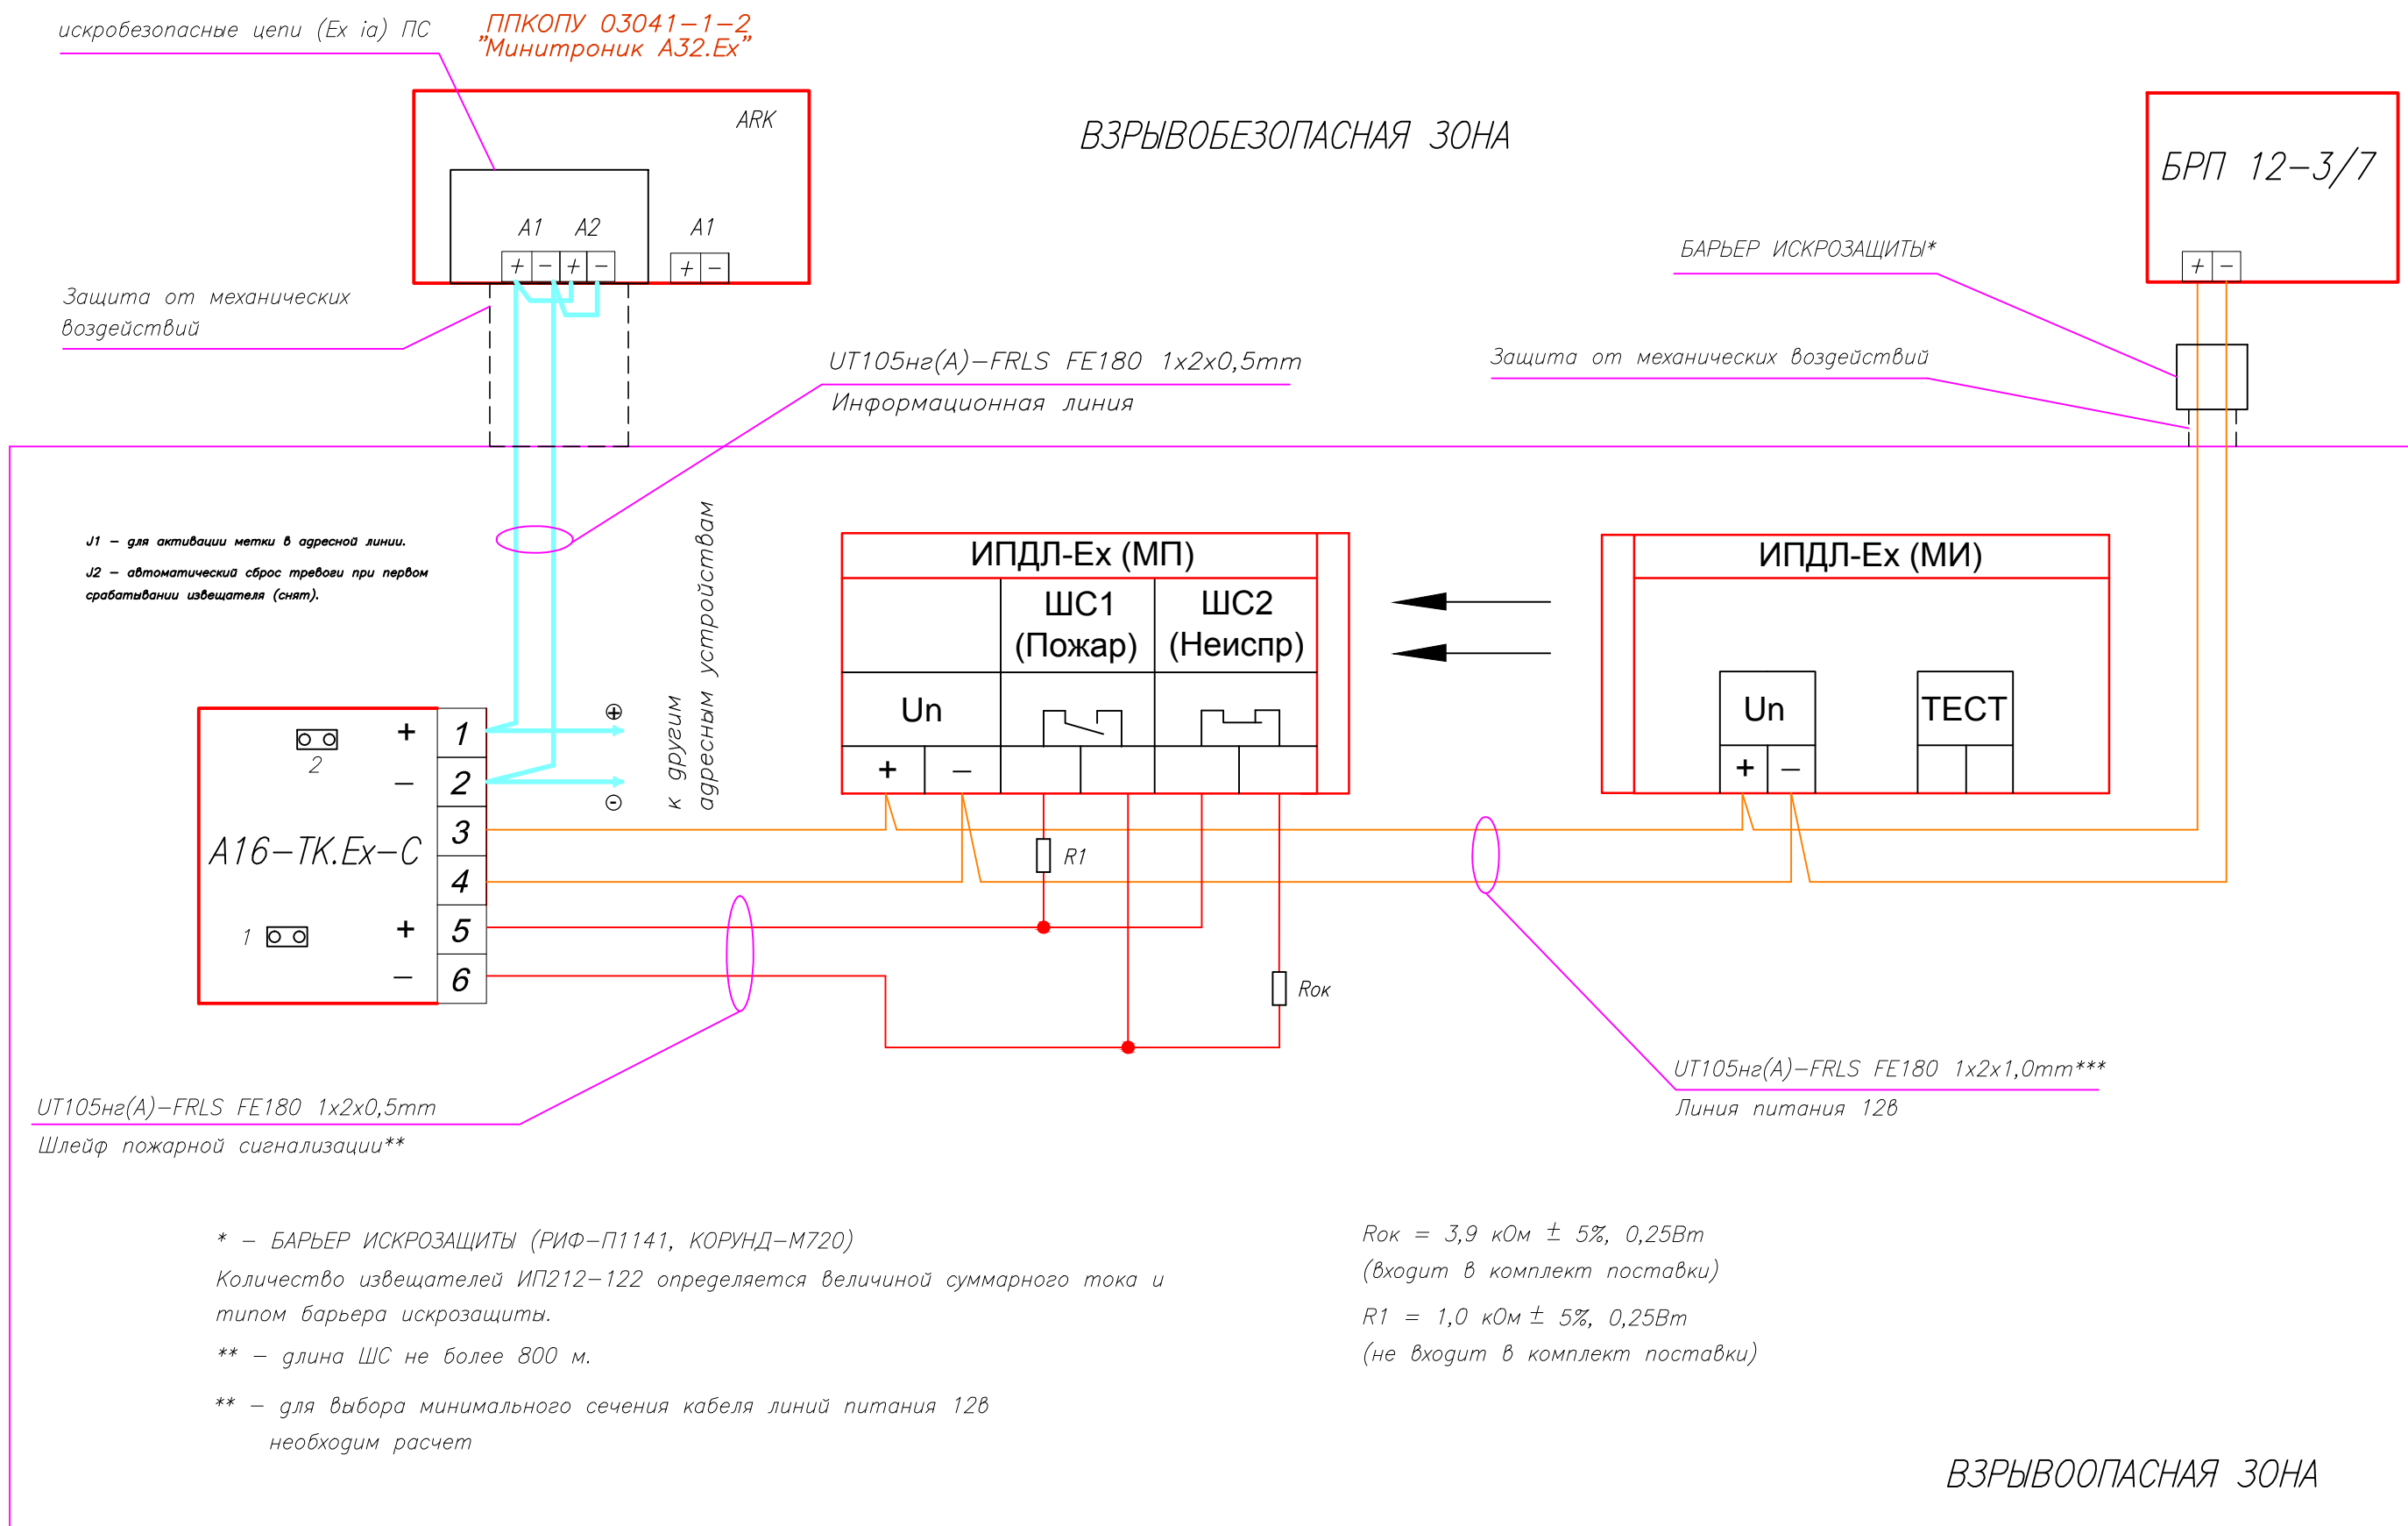 искробезопасные цепи (Ex ia) ПС
ППКОПУ 03041-1-2
"Минитроник А32.Ex"
ARK
ВЗРЫВОБЕЗОПАСНАЯ ЗОНА
БРП 12-3/7
А1 А2 А1
+ - + - + -
+ -
БАРЬЕР ИСКРОЗАЩИТЫ*
Защита от механических
воздействий
UT105нг(А)-FRLS FE180 1x2x0,5mm
Информационная линия
Защита от механических воздействий
J1 - для активации метки в адресной линии.
J2 - автоматический сброс тревоги при первом
срабатывании извещателя (снят).
к другим
адресным устройствам
ИПДЛ-Ex (МП)
ШС1
(Пожар)
ШС2
(Неиспр)
Un
+ -
ИПДЛ-Ex (МИ)
Un
+ -
ТЕСТ
А16-ТК.Ex-С
2
1
+ 1
- 2
3
4
+ 5
- 6
+
-
R1
Rок
UT105нг(А)-FRLS FE180 1x2x0,5mm
Шлейф пожарной сигнализации**
UT105нг(А)-FRLS FE180 1x2x1,0mm***
Линия питания 12в
* - БАРЬЕР ИСКРОЗАЩИТЫ (РИФ-П1141, КОРУНД-М720)
Количество извещателей ИП212-122 определяется величиной суммарного тока и
типом барьера искрозащиты.
** - длина ШС не более 800 м.
** - для выбора минимального сечения кабеля линий питания 12в
необходим расчет
Rок = 3,9 кОм ± 5%, 0,25Вт
(входит в комплект поставки)
R1 = 1,0 кОм ± 5%, 0,25Вт
(не входит в комплект поставки)
ВЗРЫВООПАСНАЯ ЗОНА